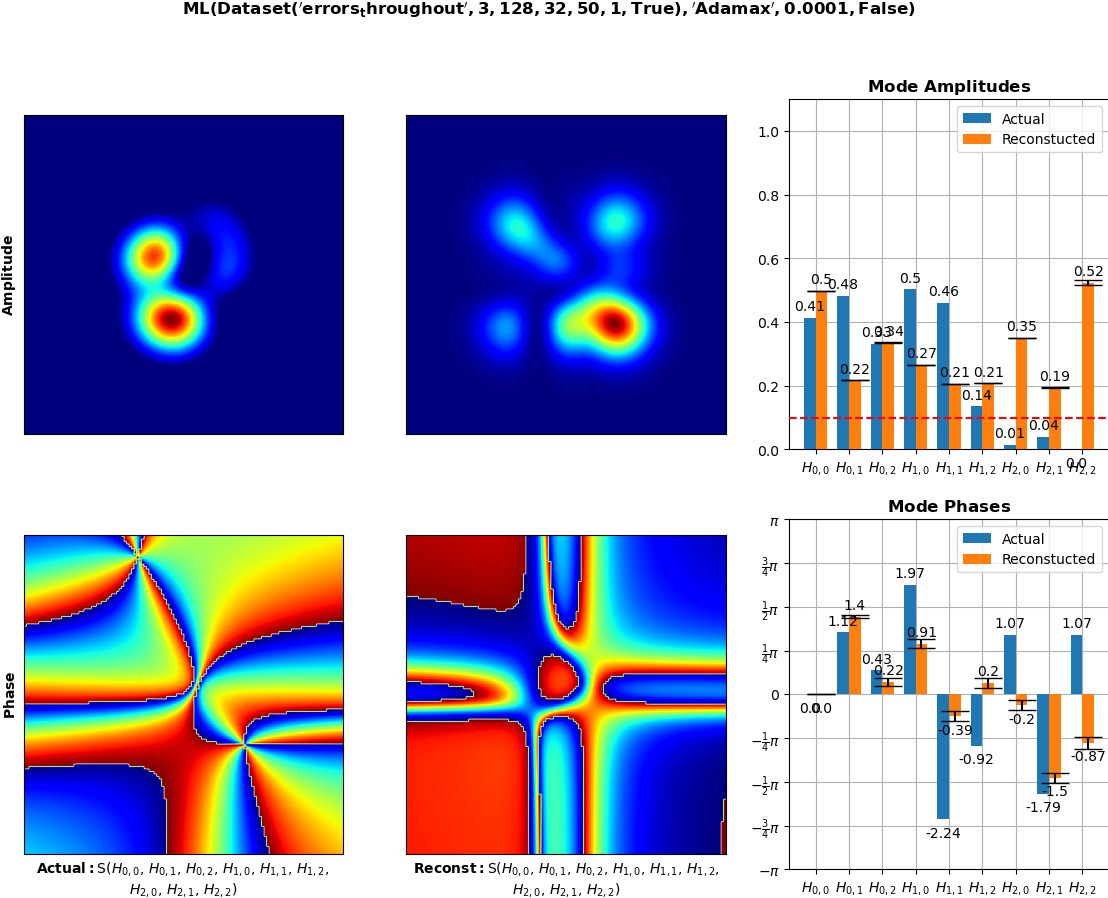 ML(Dataset('errors_throughout', 3, 128, 32, 50, 1, True), 'Adamax', 0.0001, False)
Amplitude
Mode Amplitudes
Actual
Reconstucted
1.0
0.8
0.6
0.4
0.2
0.0
0.41 0.5 0.48 0.22 0.33 0.34 0.5 0.27 0.46 0.21 0.14 0.21 0.01 0.35 0.04 0.19 0.0 0.52
H0,0 H0,1 H0,2 H1,0 H1,1 H1,2 H2,0 H2,1 H2,2
Phase
Mode Phases
Actual
Reconstucted
π
3/4π
1/2π
1/4π
0
−1/4π
−1/2π
−3/4π
−π
0.0 0.0 1.12 1.4 0.43 0.22 1.97 0.91 -2.24 -0.39 -0.92 0.2 1.07 -0.2 -1.79 -1.5 1.07 -0.87
H0,0 H0,1 H0,2 H1,0 H1,1 H1,2 H2,0 H2,1 H2,2
Actual: S(H0,0, H0,1, H0,2, H1,0, H1,1, H1,2,
H2,0, H2,1, H2,2)
Reconst: S(H0,0, H0,1, H0,2, H1,0, H1,1, H1,2,
H2,0, H2,1, H2,2)